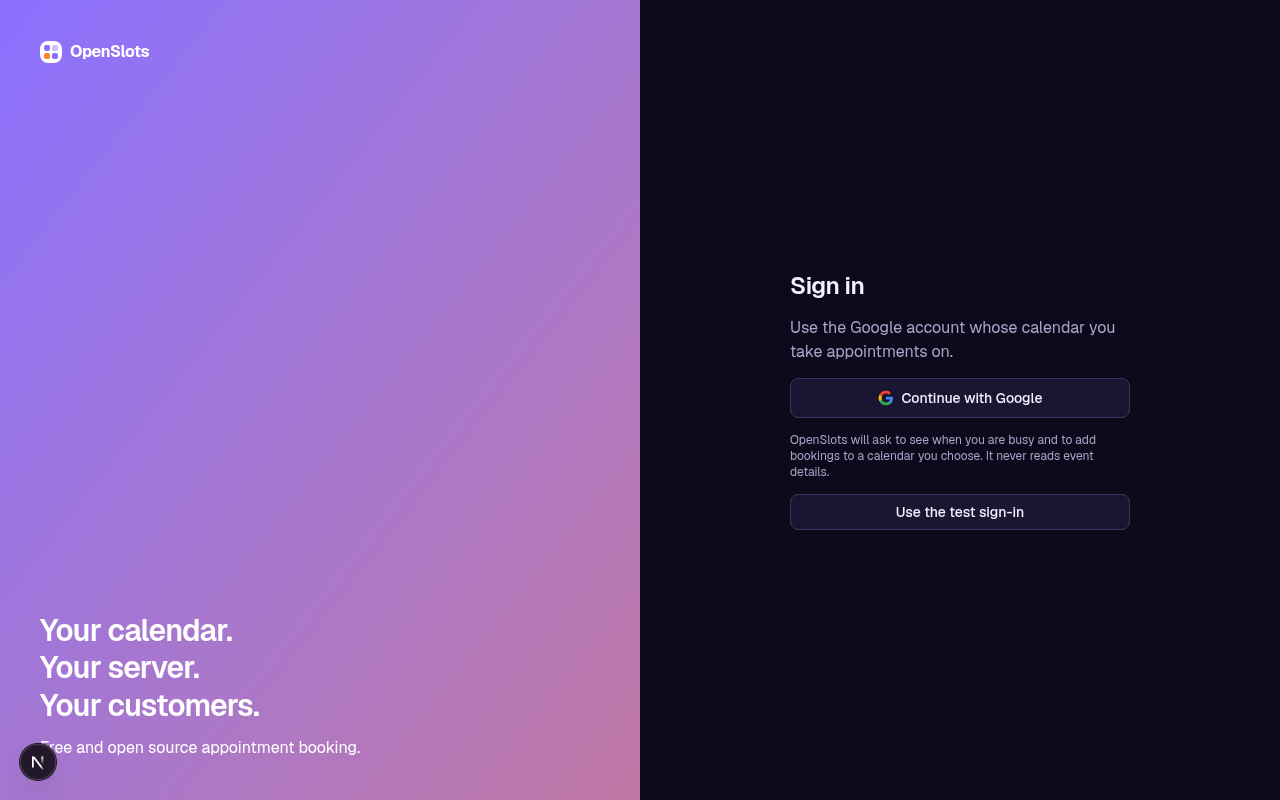 OpenSlots
Your calendar.
Your server.
Your customers.
Free and open source appointment booking.
N
Sign in
Use the Google account whose calendar you
take appointments on.
Continue with Google
OpenSlots will ask to see when you are busy and to add
bookings to a calendar you choose. It never reads event
details.
Use the test sign-in